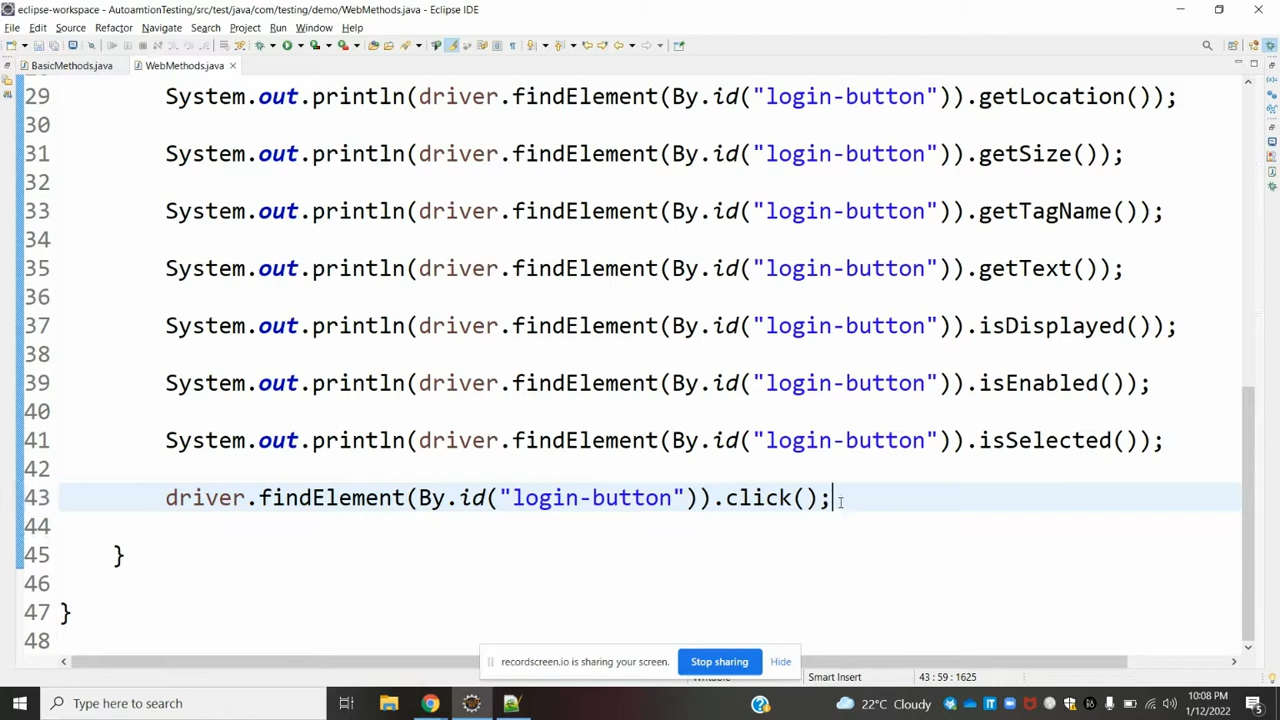 eclipse-workspace - AutoamtionTesting/src/test/java/com/testing/demo/WebMethods.java - Eclipse IDE
File Edit Source Refactor Navigate Search Project Run Window Help
BasicMethods.java WebMethods.java
29 System.out.println(driver.findElement(By.id("login-button")).getLocation());
30
31 System.out.println(driver.findElement(By.id("login-button")).getSize());
32
33 System.out.println(driver.findElement(By.id("login-button")).getTagName());
34
35 System.out.println(driver.findElement(By.id("login-button")).getText());
36
37 System.out.println(driver.findElement(By.id("login-button")).isDisplayed());
38
39 System.out.println(driver.findElement(By.id("login-button")).isEnabled());
40
41 System.out.println(driver.findElement(By.id("login-button")).isSelected());
42
43 driver.findElement(By.id("login-button")).click();
44
45 }
46
47 }
48
recordscreen.io is sharing your screen. Stop sharing Hide
Smart Insert 43 : 59 : 1625
Type here to search
22°C Cloudy
10:08 PM
1/12/2022
5